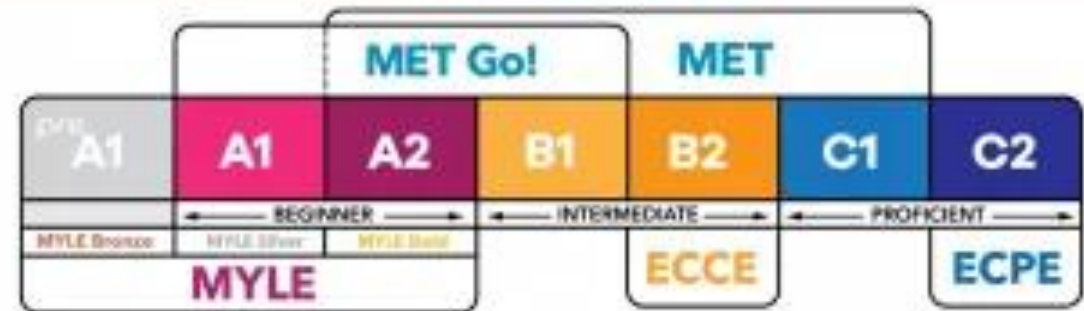 MET Go! MET
pre A1 A1 A2 B1 B2 C1 C2
BEGINNER INTERMEDIATE PROFICIENT
MYLE Bronze MYLE Silver MYLE Gold
MYLE ECCE ECPE